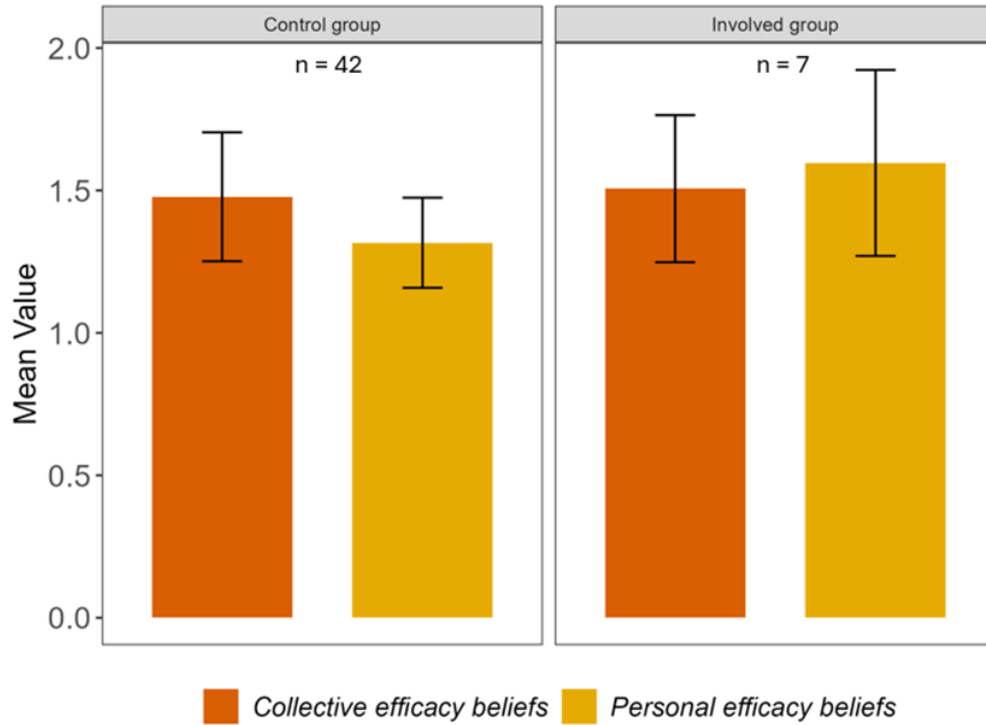 Control group
Involved group
n = 42
n = 7
2.0
1.5
1.0
0.5
0.0
Mean Value
Collective efficacy beliefs
Personal efficacy beliefs